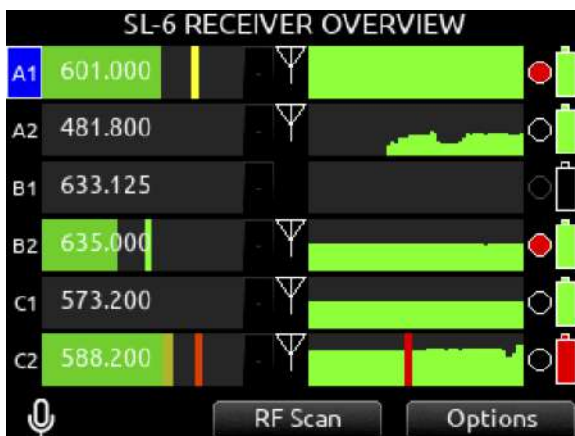 SL-6 RECEIVER OVERVIEW
A1 601.000
A2 481.800
B1 633.125
B2 635.000
C1 573.200
C2 588.200
RF Scan Options